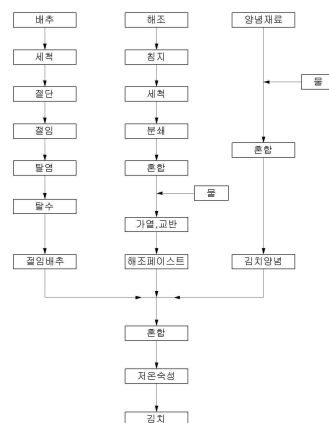 배추
해조
양념재료
세척
침지
물
절단
세척
절임
분쇄
혼합
탈염
혼합
물
탈수
가열,교반
절임배추
해조페이스트
김치양념
혼합
저온숙성
김치